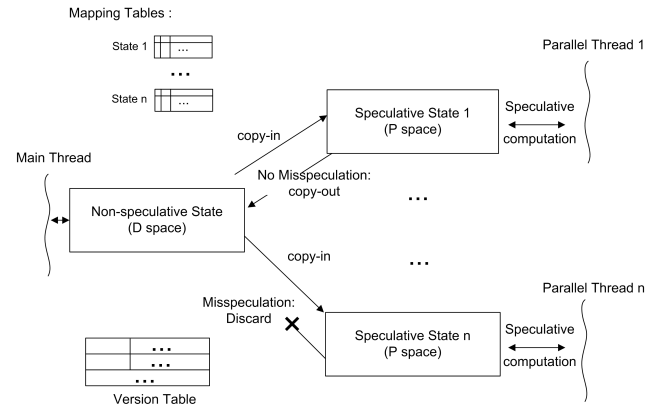 Mapping Tables :
State 1
...
...
State n
...
Parallel Thread 1
Speculative State 1
(P space)
Speculative
computation
copy-in
Main Thread
No Misspeculation:
copy-out
...
Non-speculative State
(D space)
copy-in
...
Parallel Thread n
Misspeculation:
Discard
Speculative State n
(P space)
Speculative
computation
...
...
...
Version Table